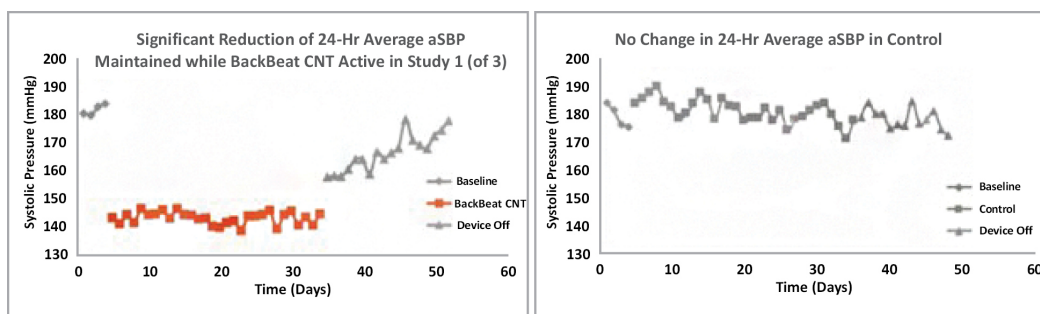 Significant Reduction of 24-Hr Average aSBP
Maintained while BackBeat CNT Active in Study 1 (of 3)
Systolic Pressure (mmHg)
200
190
180
170
160
150
140
130
0 10 20 30 40 50 60
Time (Days)
Baseline
BackBeat CNT
Device Off
No Change in 24-Hr Average aSBP in Control
Systolic Pressure (mmHg)
200
190
180
170
160
150
140
130
0 10 20 30 40 50 60
Time (Days)
Baseline
Control
Device Off